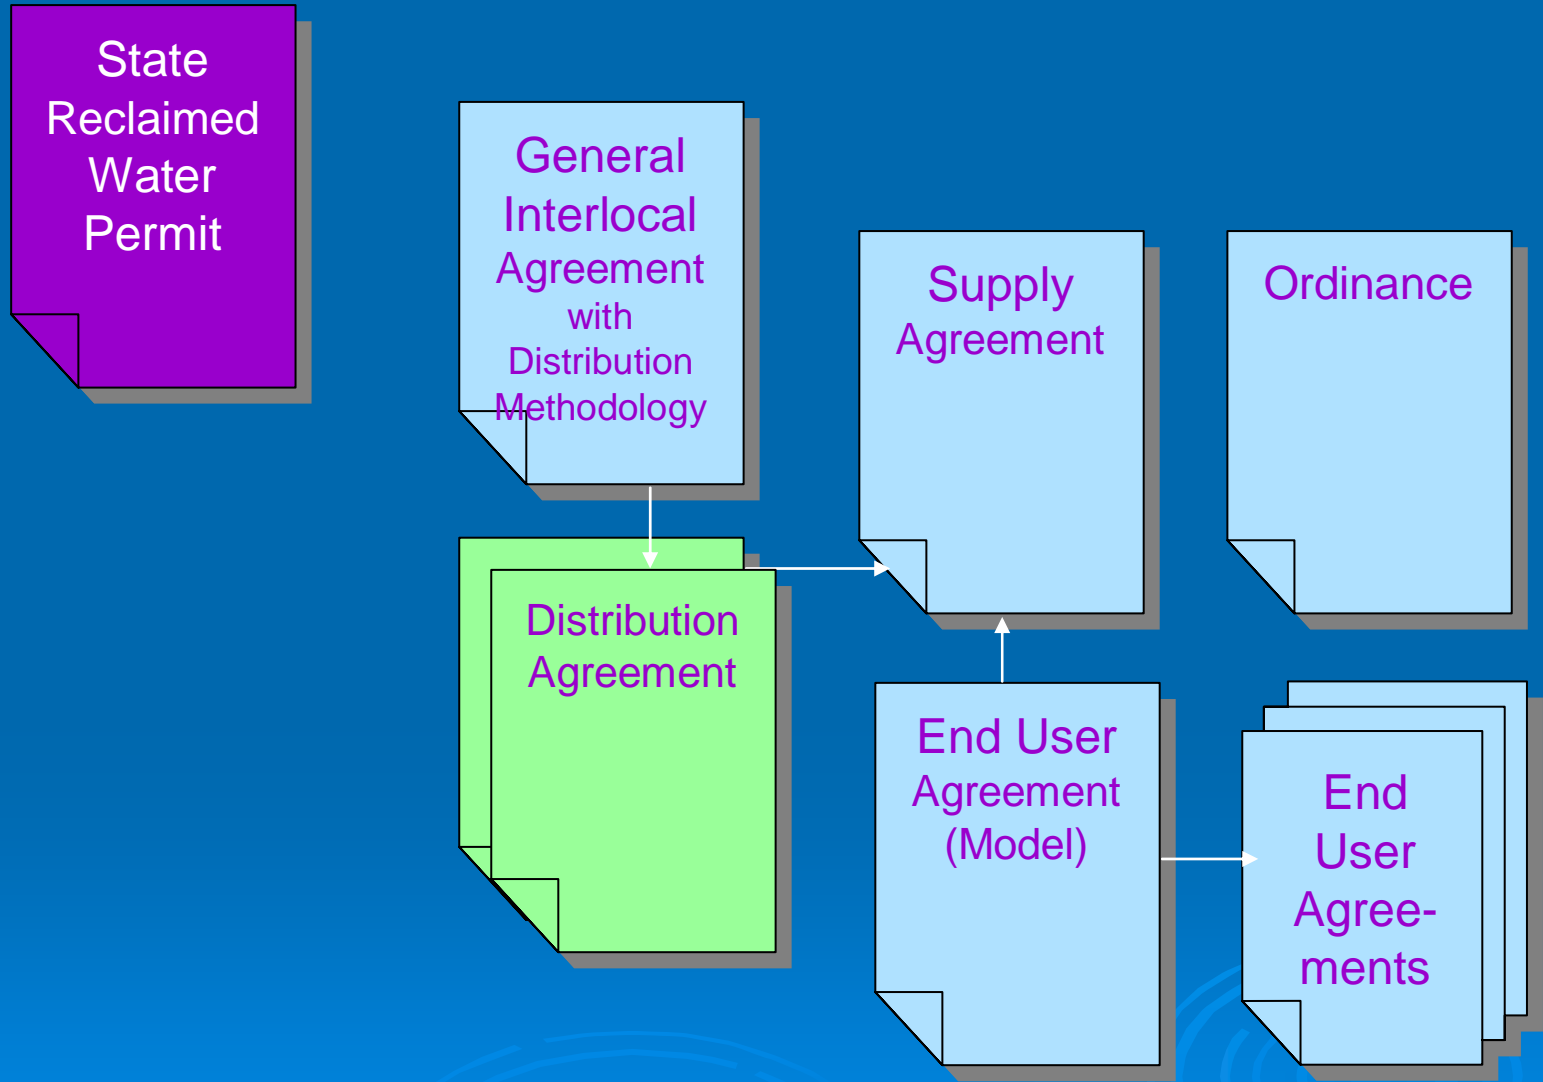 State
Reclaimed
Water
Permit
General
Interlocal
Agreement
with
Distribution
Methodology
Supply
Agreement
Ordinance
Distribution
Agreement
End User
Agreement
(Model)
End
User
Agree-
ments